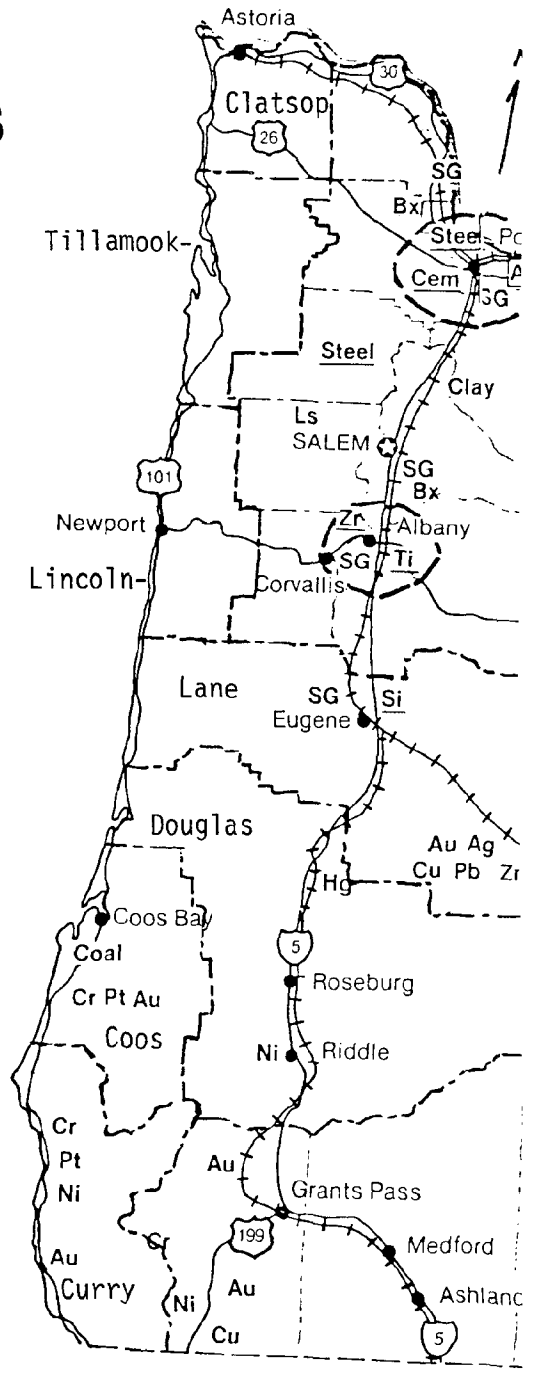 Astoria
30
Clatsop
26
SG
Bx
Steel
Tillamook
Cem
SG
Steel
Clay
Ls
SALEM
SG
Bx
101
Zr
Albany
Newport
SG Ti
Corvallis
Lincoln
Lane
SG
Si
Eugene
Douglas
Au Ag
Cu Pb
Hg
Coos Bay
5
Coal
Roseburg
Cr Pt Au
Coos
Ni
Riddle
Cr
Pt
Au
Ni
Grants Pass
199
Cr
Medford
Au
Curry
Au
Ni
Ashland
Cu
5